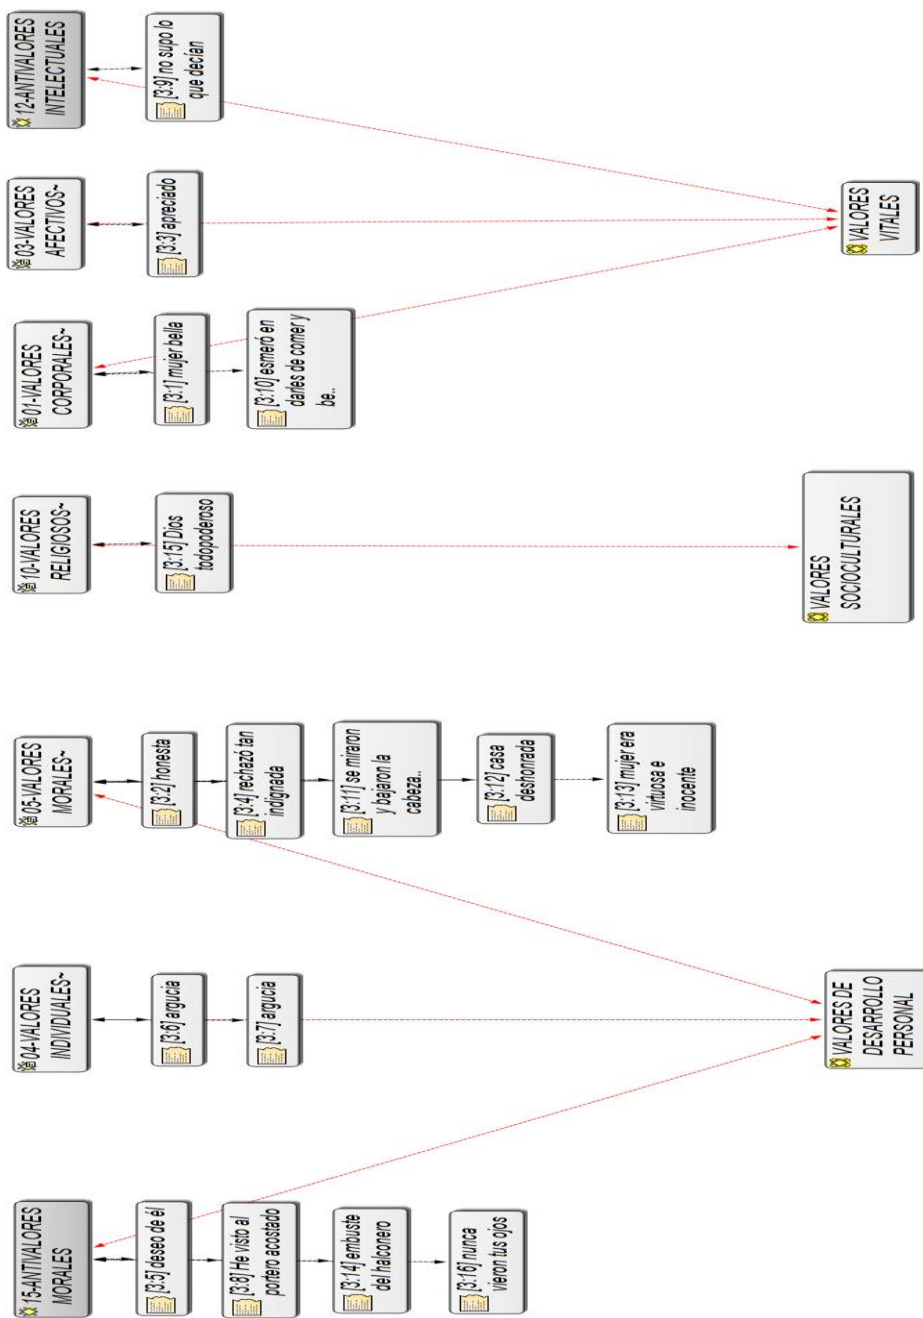 15-ANTIVALORES
MORALES
[3:5] deseo de él
[3:8] He visto al
portero acostado
[3:14] embuste
del halconero
[3:16] nunca
vieron tus ojos
04-VALORES
INDIVIDUALES~
[3:6] argucia
[3:7] argucia
05-VALORES
MORALES~
[3:2] honesta
[3:4] rechazó tan
indignada
[3:11] se miraron
y bajaron la
cabeza..
[3:12] casa
deshonrada
[3:13] mujer era
virtuosa e
inocente
VALORES DE
DESARROLLO
PERSONAL
10-VALORES
RELIGIOSOS~
[3:15] Dios
todopoderoso
VALORES
SOCIOCULTURALES
01-VALORES
CORPORALES~
[3:1] mujer bella
[3:10] esmeró en
darles de comer y
be..
03-VALORES
AFECTIVOS~
[3:3] apreciado
12-ANTIVALORES
INTELECTUALES
[3:9] no supo lo
que decían
VALORES
VITALES